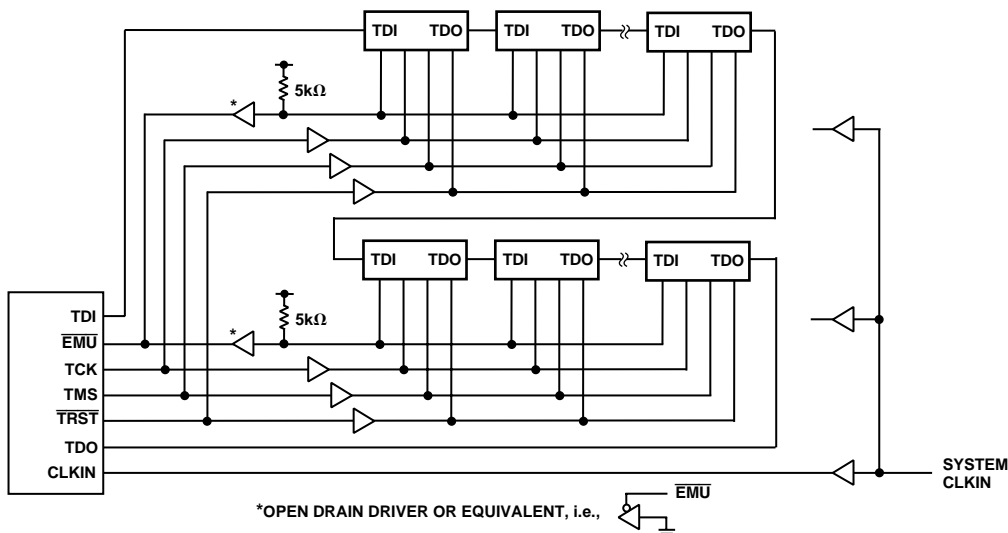 TDI TDO TDI TDO TDI TDO
5kΩ
*
TDI TDO TDI TDO TDI TDO
TDI
5kΩ
*
EMU
TCK
TMS
TRST
TDO
CLKIN
SYSTEM
CLKIN
*OPEN DRAIN DRIVER OR EQUIVALENT, i.e.,
EMU